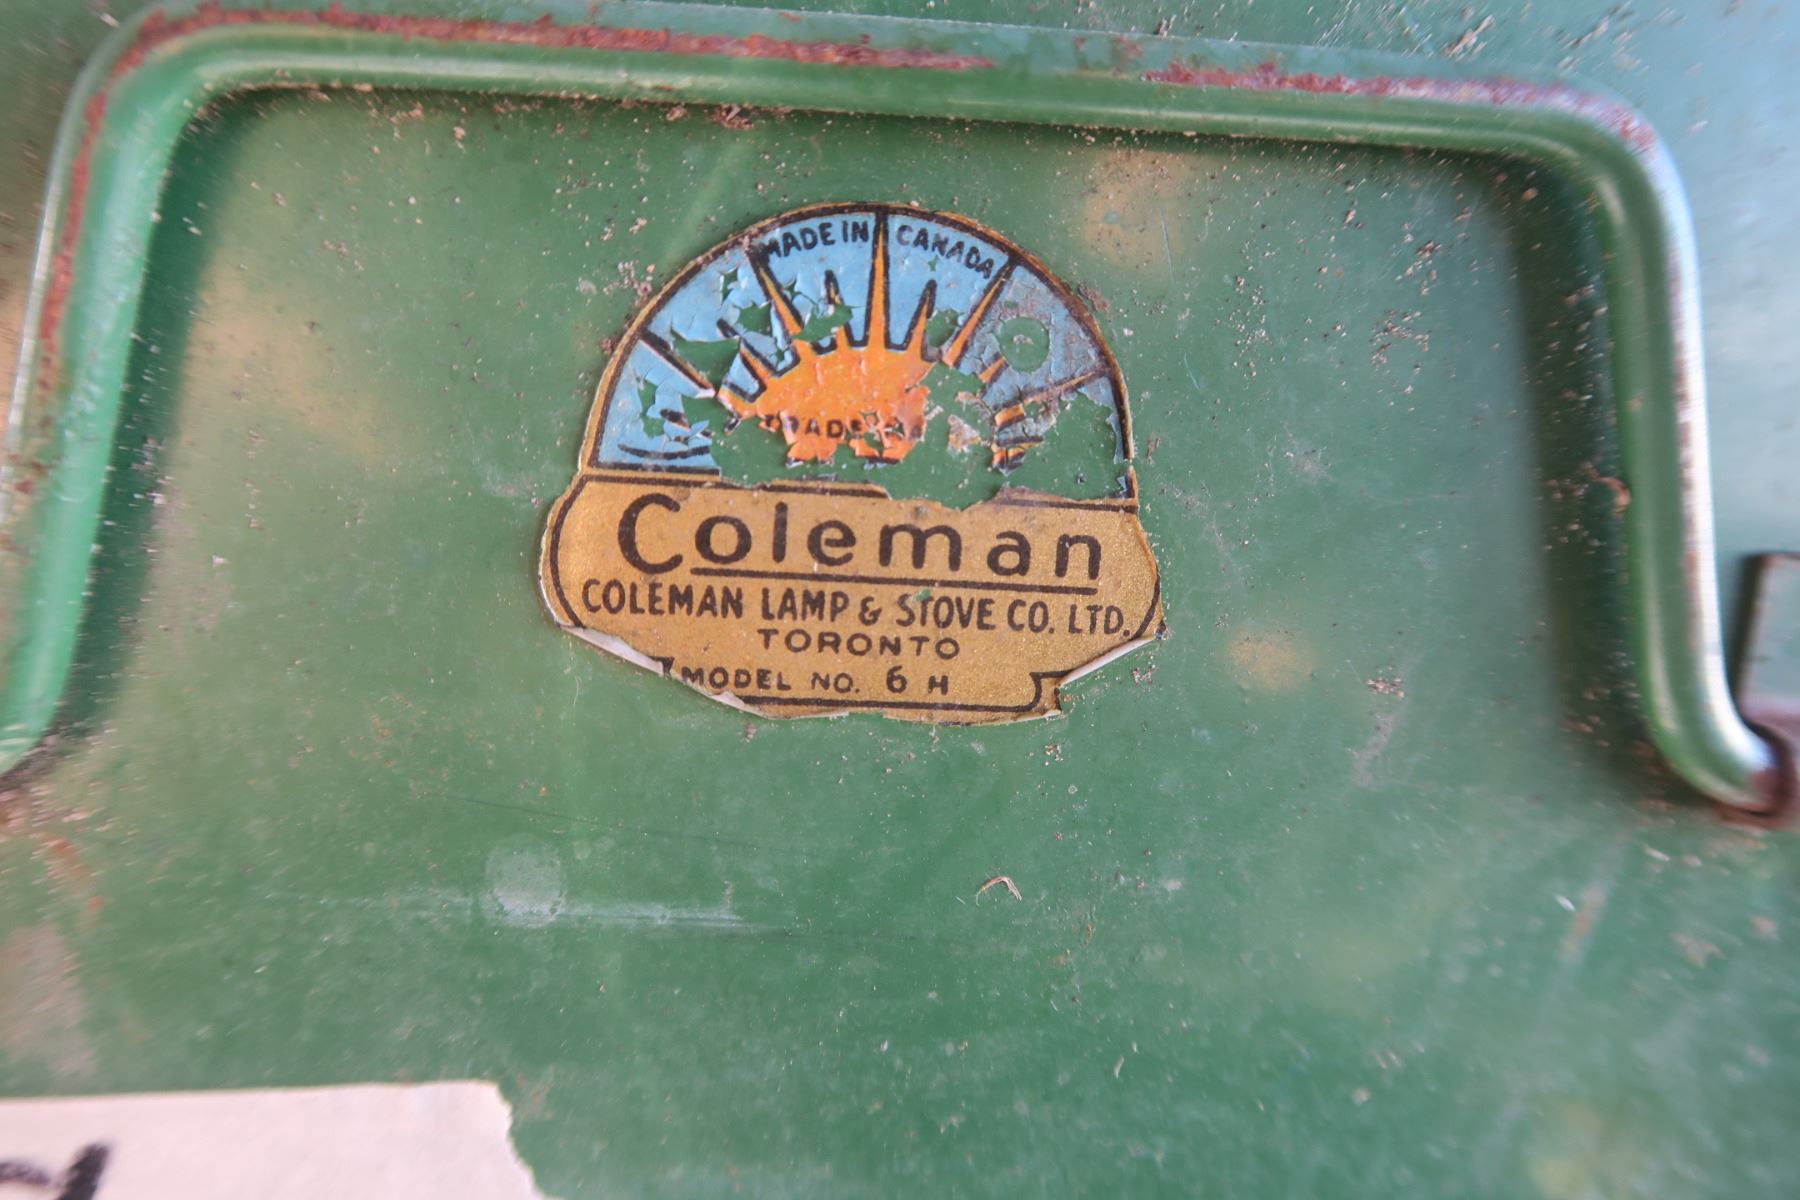 MADE IN CANADA
Coleman
COLEMAN LAMP & STOVE CO. LTD.
TORONTO
MODEL NO. 6 H